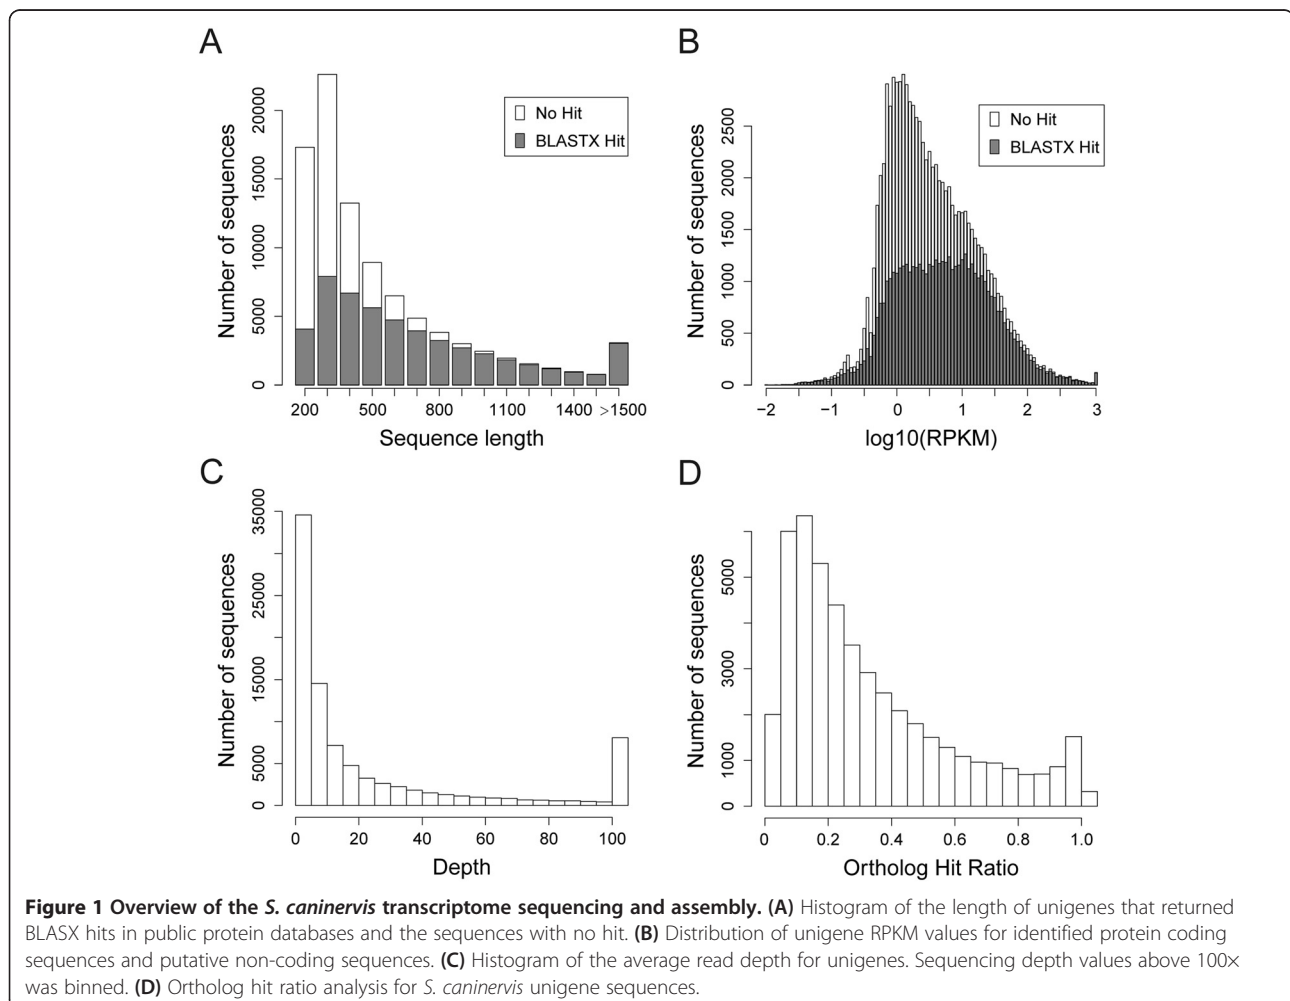 A
Number of sequences
20000
15000
10000
5000
0
No Hit
BLASTX Hit
200 500 800 1100 1400 >1500
Sequence length
B
Number of sequences
2500
2000
1500
1000
500
0
No Hit
BLASTX Hit
−2 −1 0 1 2 3
log10(RPKM)
C
Number of sequences
35000
25000
15000
5000
0
0 20 40 60 80 100
Depth
D
Number of sequences
5000
3000
1000
0
0 0.2 0.4 0.6 0.8 1.0
Ortholog Hit Ratio
Figure 1 Overview of the S. caninervis transcriptome sequencing and assembly. (A) Histogram of the length of unigenes that returned
BLASX hits in public protein databases and the sequences with no hit. (B) Distribution of unigene RPKM values for identified protein coding
sequences and putative non-coding sequences. (C) Histogram of the average read depth for unigenes. Sequencing depth values above 100×
was binned. (D) Ortholog hit ratio analysis for S. caninervis unigene sequences.